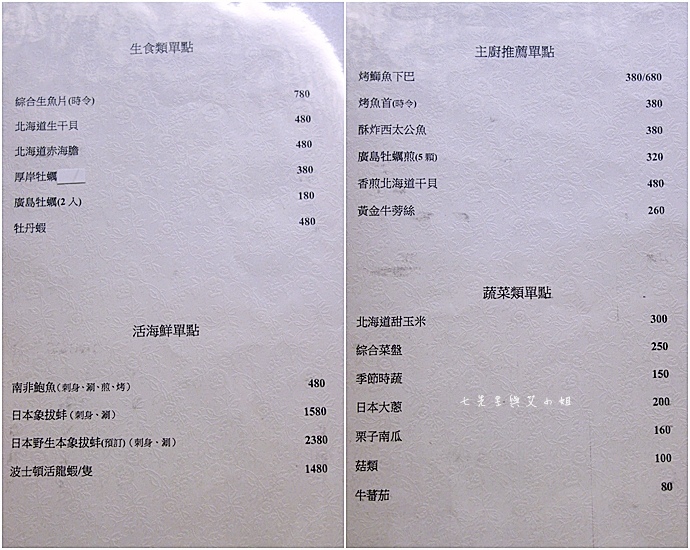 生食類單點
綜合生魚片(時令) 780
北海道生干貝 480
北海道赤海膽 480
厚岸牡蠣 380
廣島牡蠣(2 人) 180
牡丹蝦 480
活海鮮單點
南非鮑魚(刺身、涮、煎、烤) 480
日本象拔蚌(刺身、涮) 1580
日本野生本象拔蚌(預訂)(刺身、涮) 2380
波士頓活龍蝦/隻 1480
主廚推薦單點
烤鰤魚下巴 380/680
烤魚首(時令) 380
酥炸西太公魚 380
廣島牡蠣煎(5 顆) 320
香煎北海道干貝 480
黃金牛蒡絲 260
蔬菜類單點
北海道甜玉米 300
綜合菜盤 250
季節時蔬 150
日本大蔥 200
栗子南瓜 160
菇類 100
牛蕃茄 80